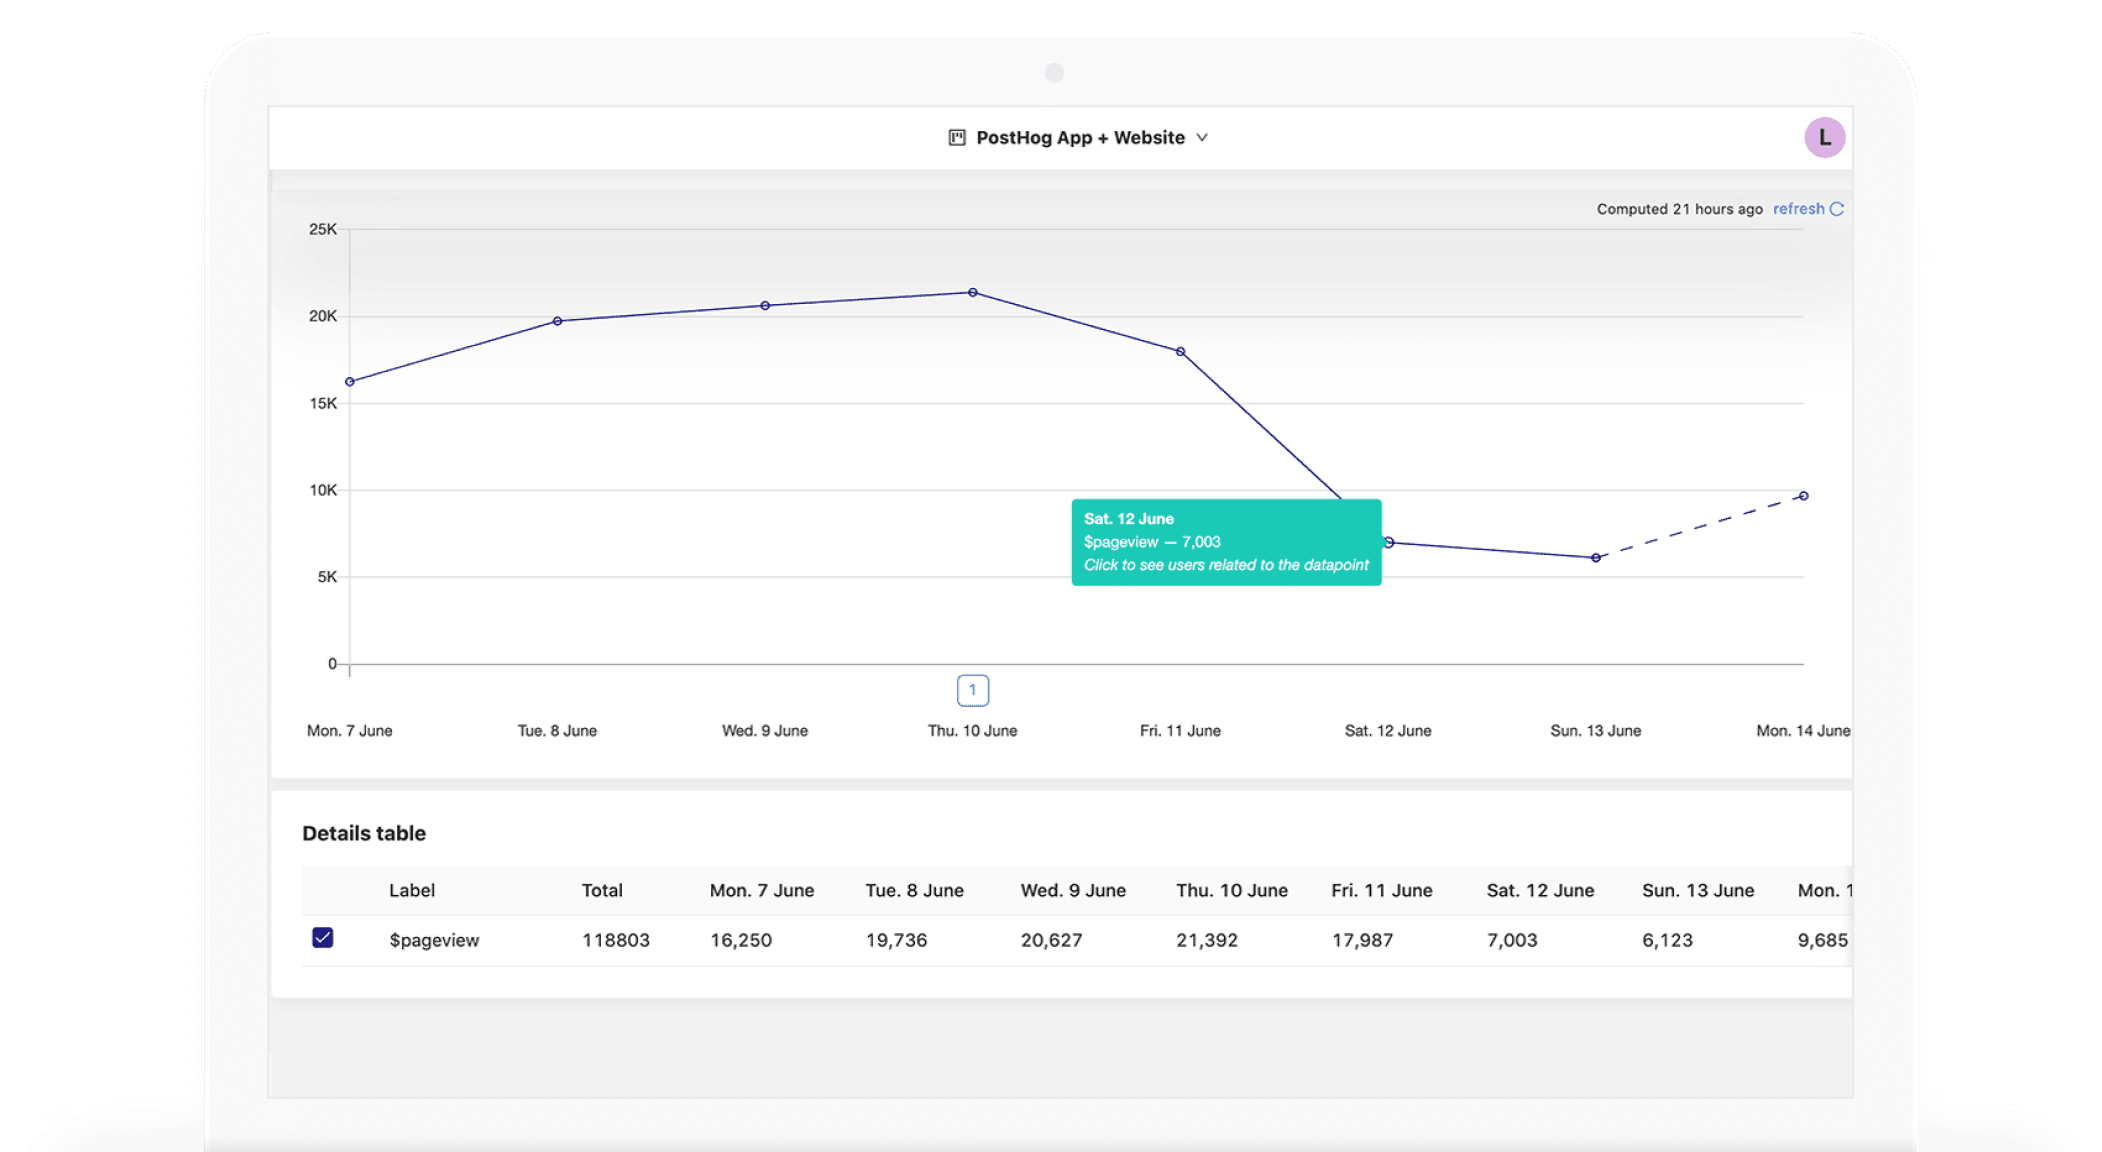 PostHog App + Website
L
Computed 21 hours ago refresh
25K
20K
15K
10K
5K
0
Sat. 12 June
$pageview — 7,003
Click to see users related to the datapoint
1
Mon. 7 June Tue. 8 June Wed. 9 June Thu. 10 June Fri. 11 June Sat. 12 June Sun. 13 June Mon. 14 June
Details table
Label Total Mon. 7 June Tue. 8 June Wed. 9 June Thu. 10 June Fri. 11 June Sat. 12 June Sun. 13 June Mon. 1
$pageview 118803 16,250 19,736 20,627 21,392 17,987 7,003 6,123 9,685